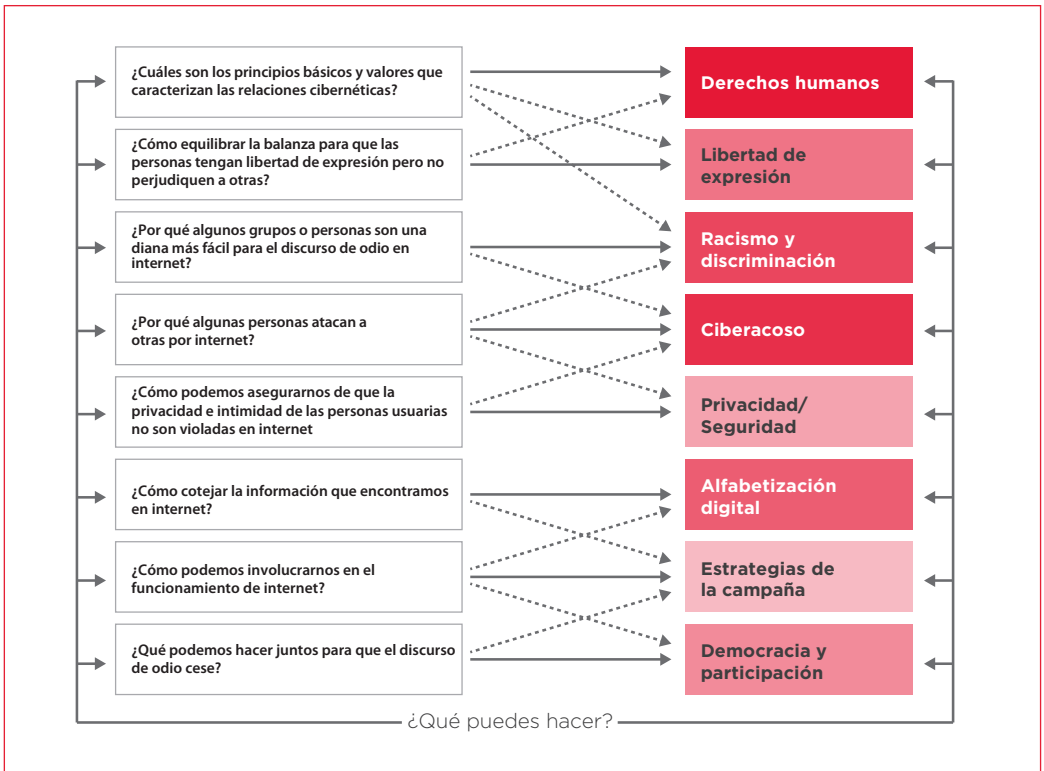 ¿Cuáles son los principios básicos y valores que
caracterizan las relaciones cibernéticas?
Derechos humanos
¿Cómo equilibrar la balanza para que las
personas tengan libertad de expresión pero no
perjudiquen a otras?
Libertad de
expresión
¿Por qué algunos grupos o personas son una
diana más fácil para el discurso de odio en
internet?
Racismo y
discriminación
¿Por qué algunas personas atacan a
otras por internet?
Ciberacoso
¿Cómo podemos asegurarnos de que la
privacidad e intimidad de las personas usuarias
no son violadas en internet
Privacidad/
Seguridad
¿Cómo cotejar la información que encontramos
en internet?
Alfabetización
digital
¿Cómo podemos involucrarnos en el
funcionamiento de internet?
Estrategias de
la campaña
¿Qué podemos hacer juntos para que el discurso
de odio cese?
Democracia y
participación
¿Qué puedes hacer?